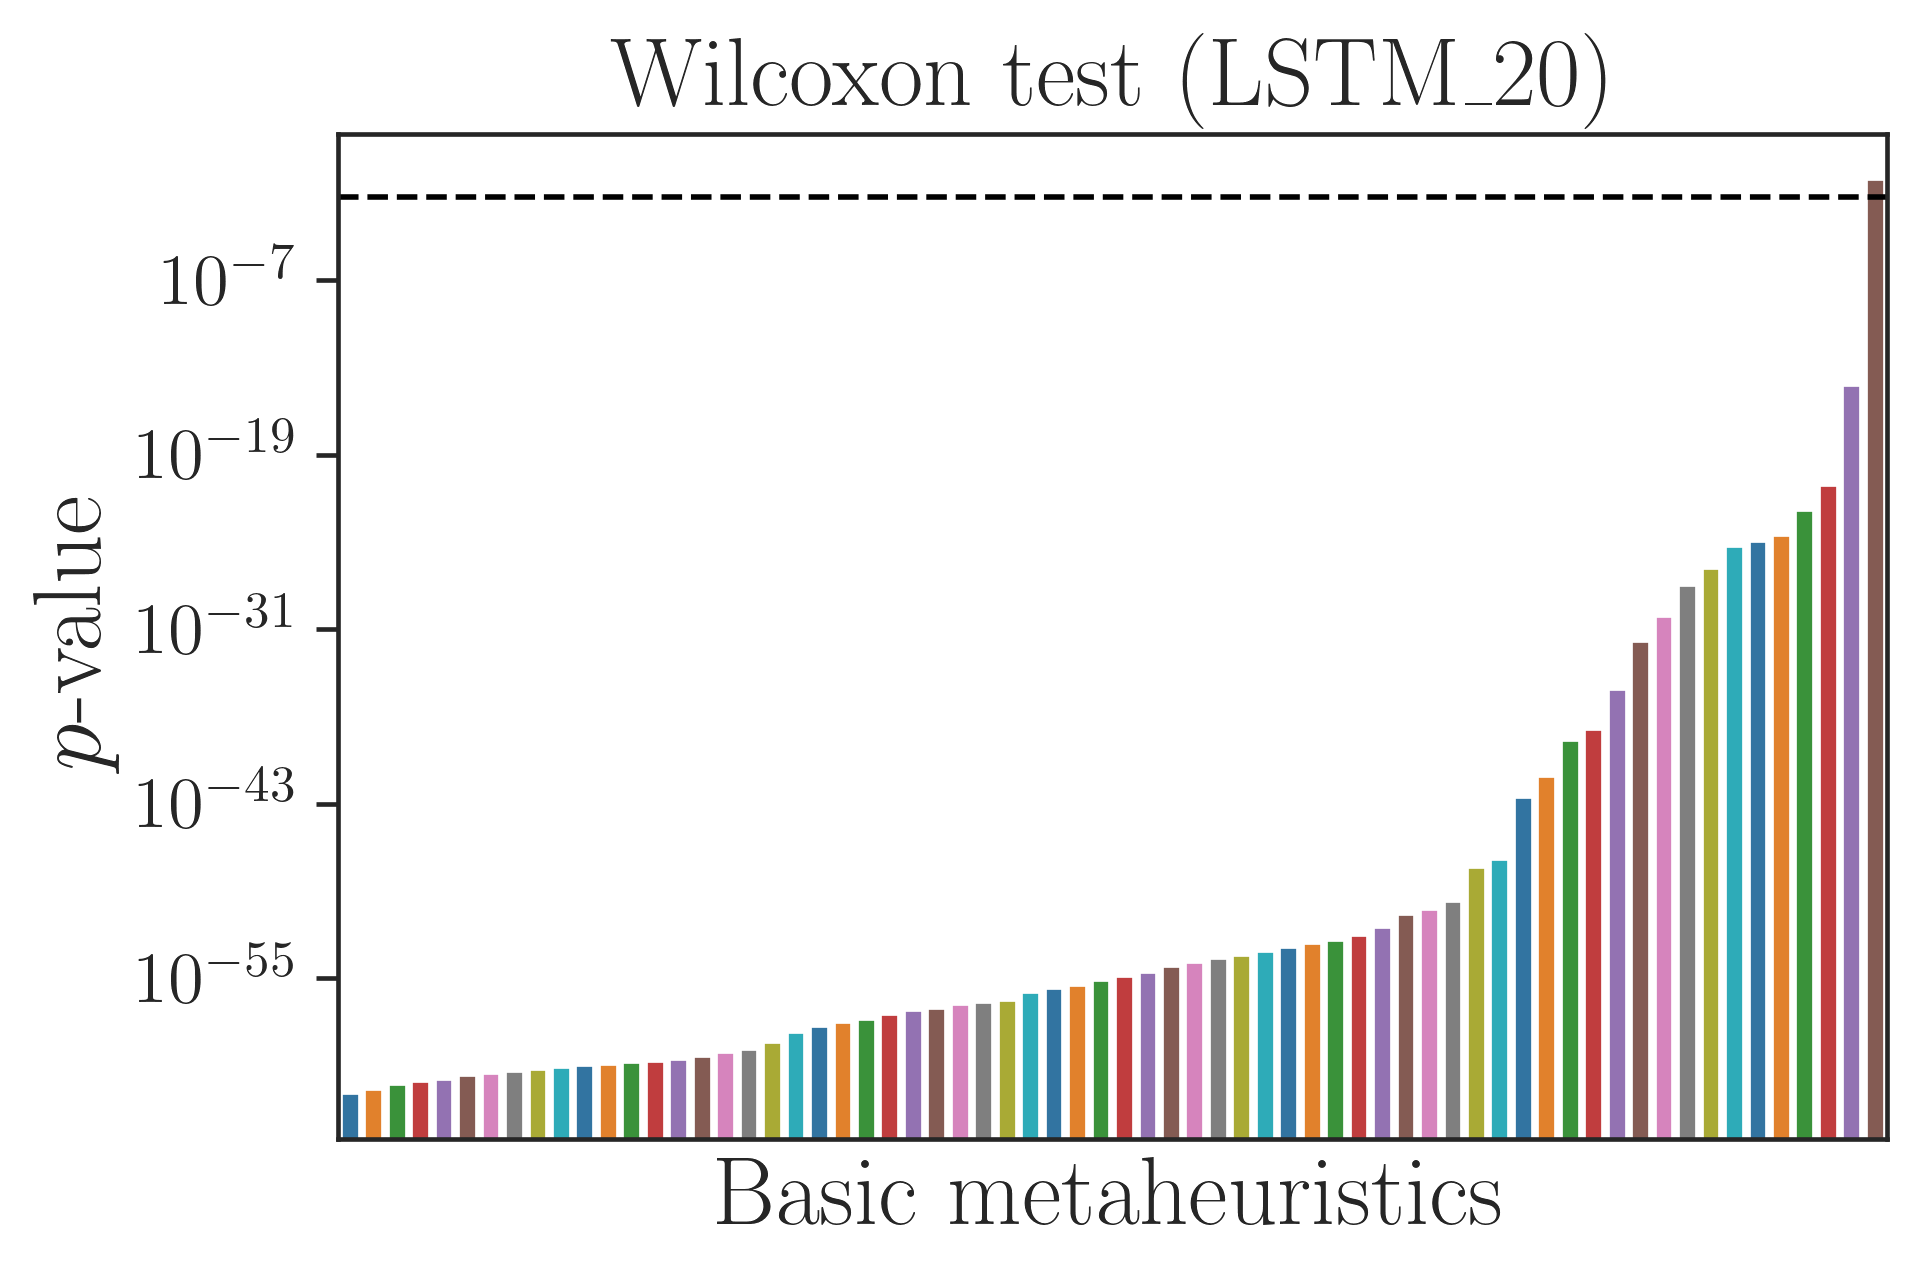 Wilcoxon test (LSTM_20)
10⁻⁷
10⁻¹⁹
10⁻³¹
10⁻⁴³
10⁻⁵⁵
p-value
Basic metaheuristics